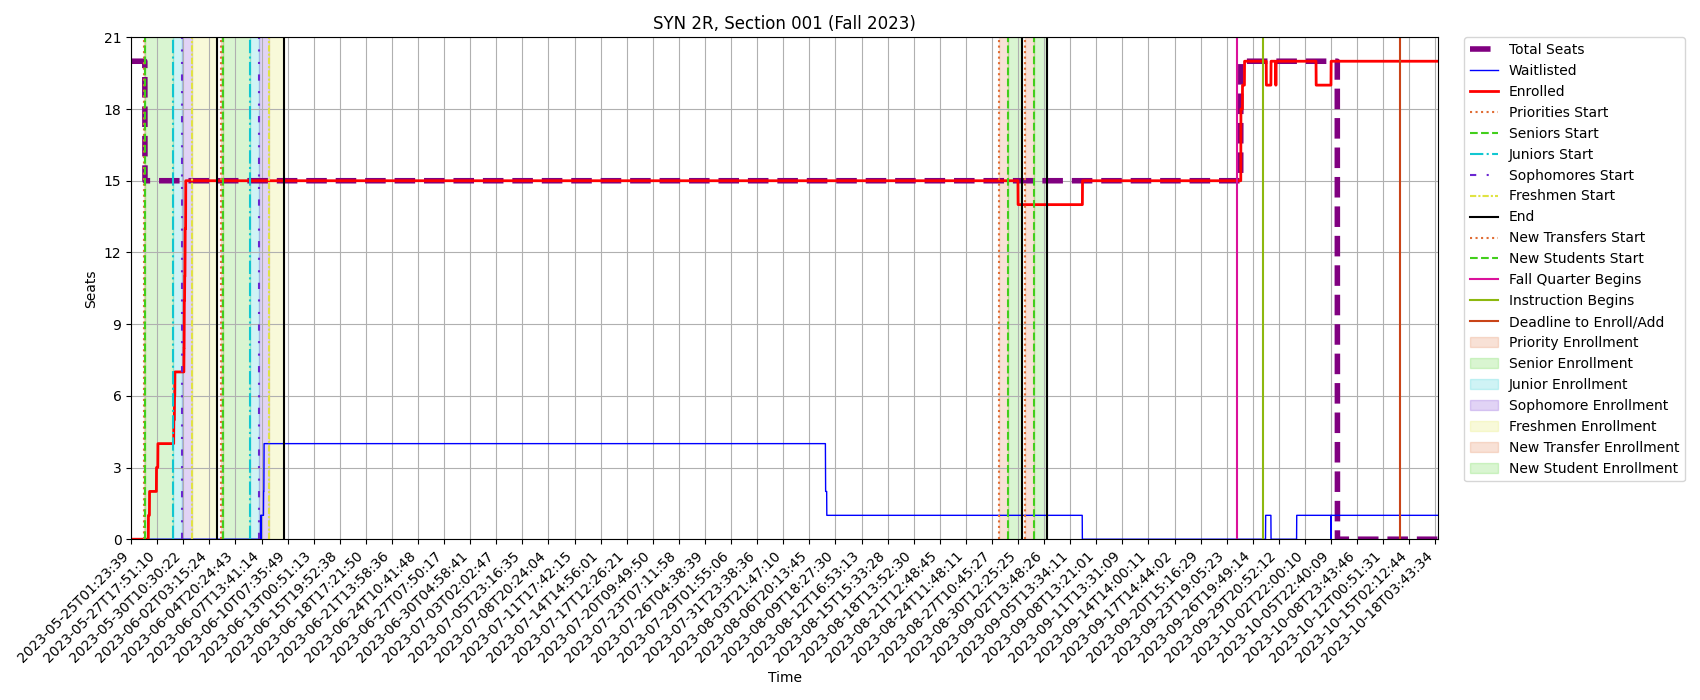 SYN 2R, Section 001 (Fall 2023)
Seats
21
18
15
12
9
6
3
0
2023-05-25T01:23:39
2023-05-27T17:51:10
2023-05-30T10:30:22
2023-06-02T03:15:24
2023-06-04T20:24:43
2023-06-07T13:41:14
2023-06-10T07:35:49
2023-06-13T00:51:13
2023-06-15T19:52:38
2023-06-18T17:21:50
2023-06-21T13:58:36
2023-06-24T10:41:48
2023-06-27T07:50:17
2023-06-30T04:58:41
2023-07-03T02:02:47
2023-07-05T23:16:35
2023-07-08T20:24:04
2023-07-11T17:42:15
2023-07-14T14:56:01
2023-07-17T12:26:21
2023-07-20T09:49:50
2023-07-23T07:11:58
2023-07-26T04:38:39
2023-07-29T01:55:06
2023-07-31T23:38:36
2023-08-03T21:47:10
2023-08-06T20:13:45
2023-08-09T18:27:30
2023-08-12T16:53:13
2023-08-15T15:33:28
2023-08-18T13:52:30
2023-08-21T12:48:45
2023-08-24T11:48:11
2023-08-27T10:45:27
2023-08-30T12:25:23
2023-09-02T13:48:26
2023-09-05T13:34:11
2023-09-08T13:21:01
2023-09-11T13:31:09
2023-09-14T14:00:11
2023-09-17T14:44:02
2023-09-20T15:16:29
2023-09-23T19:05:23
2023-09-26T19:49:14
2023-09-29T20:52:12
2023-10-02T22:00:10
2023-10-05T22:40:09
2023-10-08T23:43:46
2023-10-12T00:51:31
2023-10-15T02:12:44
2023-10-18T03:43:34
Time
Total Seats
Waitlisted
Enrolled
Priorities Start
Seniors Start
Juniors Start
Sophomores Start
Freshmen Start
End
New Transfers Start
New Students Start
Fall Quarter Begins
Instruction Begins
Deadline to Enroll/Add
Priority Enrollment
Senior Enrollment
Junior Enrollment
Sophomore Enrollment
Freshmen Enrollment
New Transfer Enrollment
New Student Enrollment